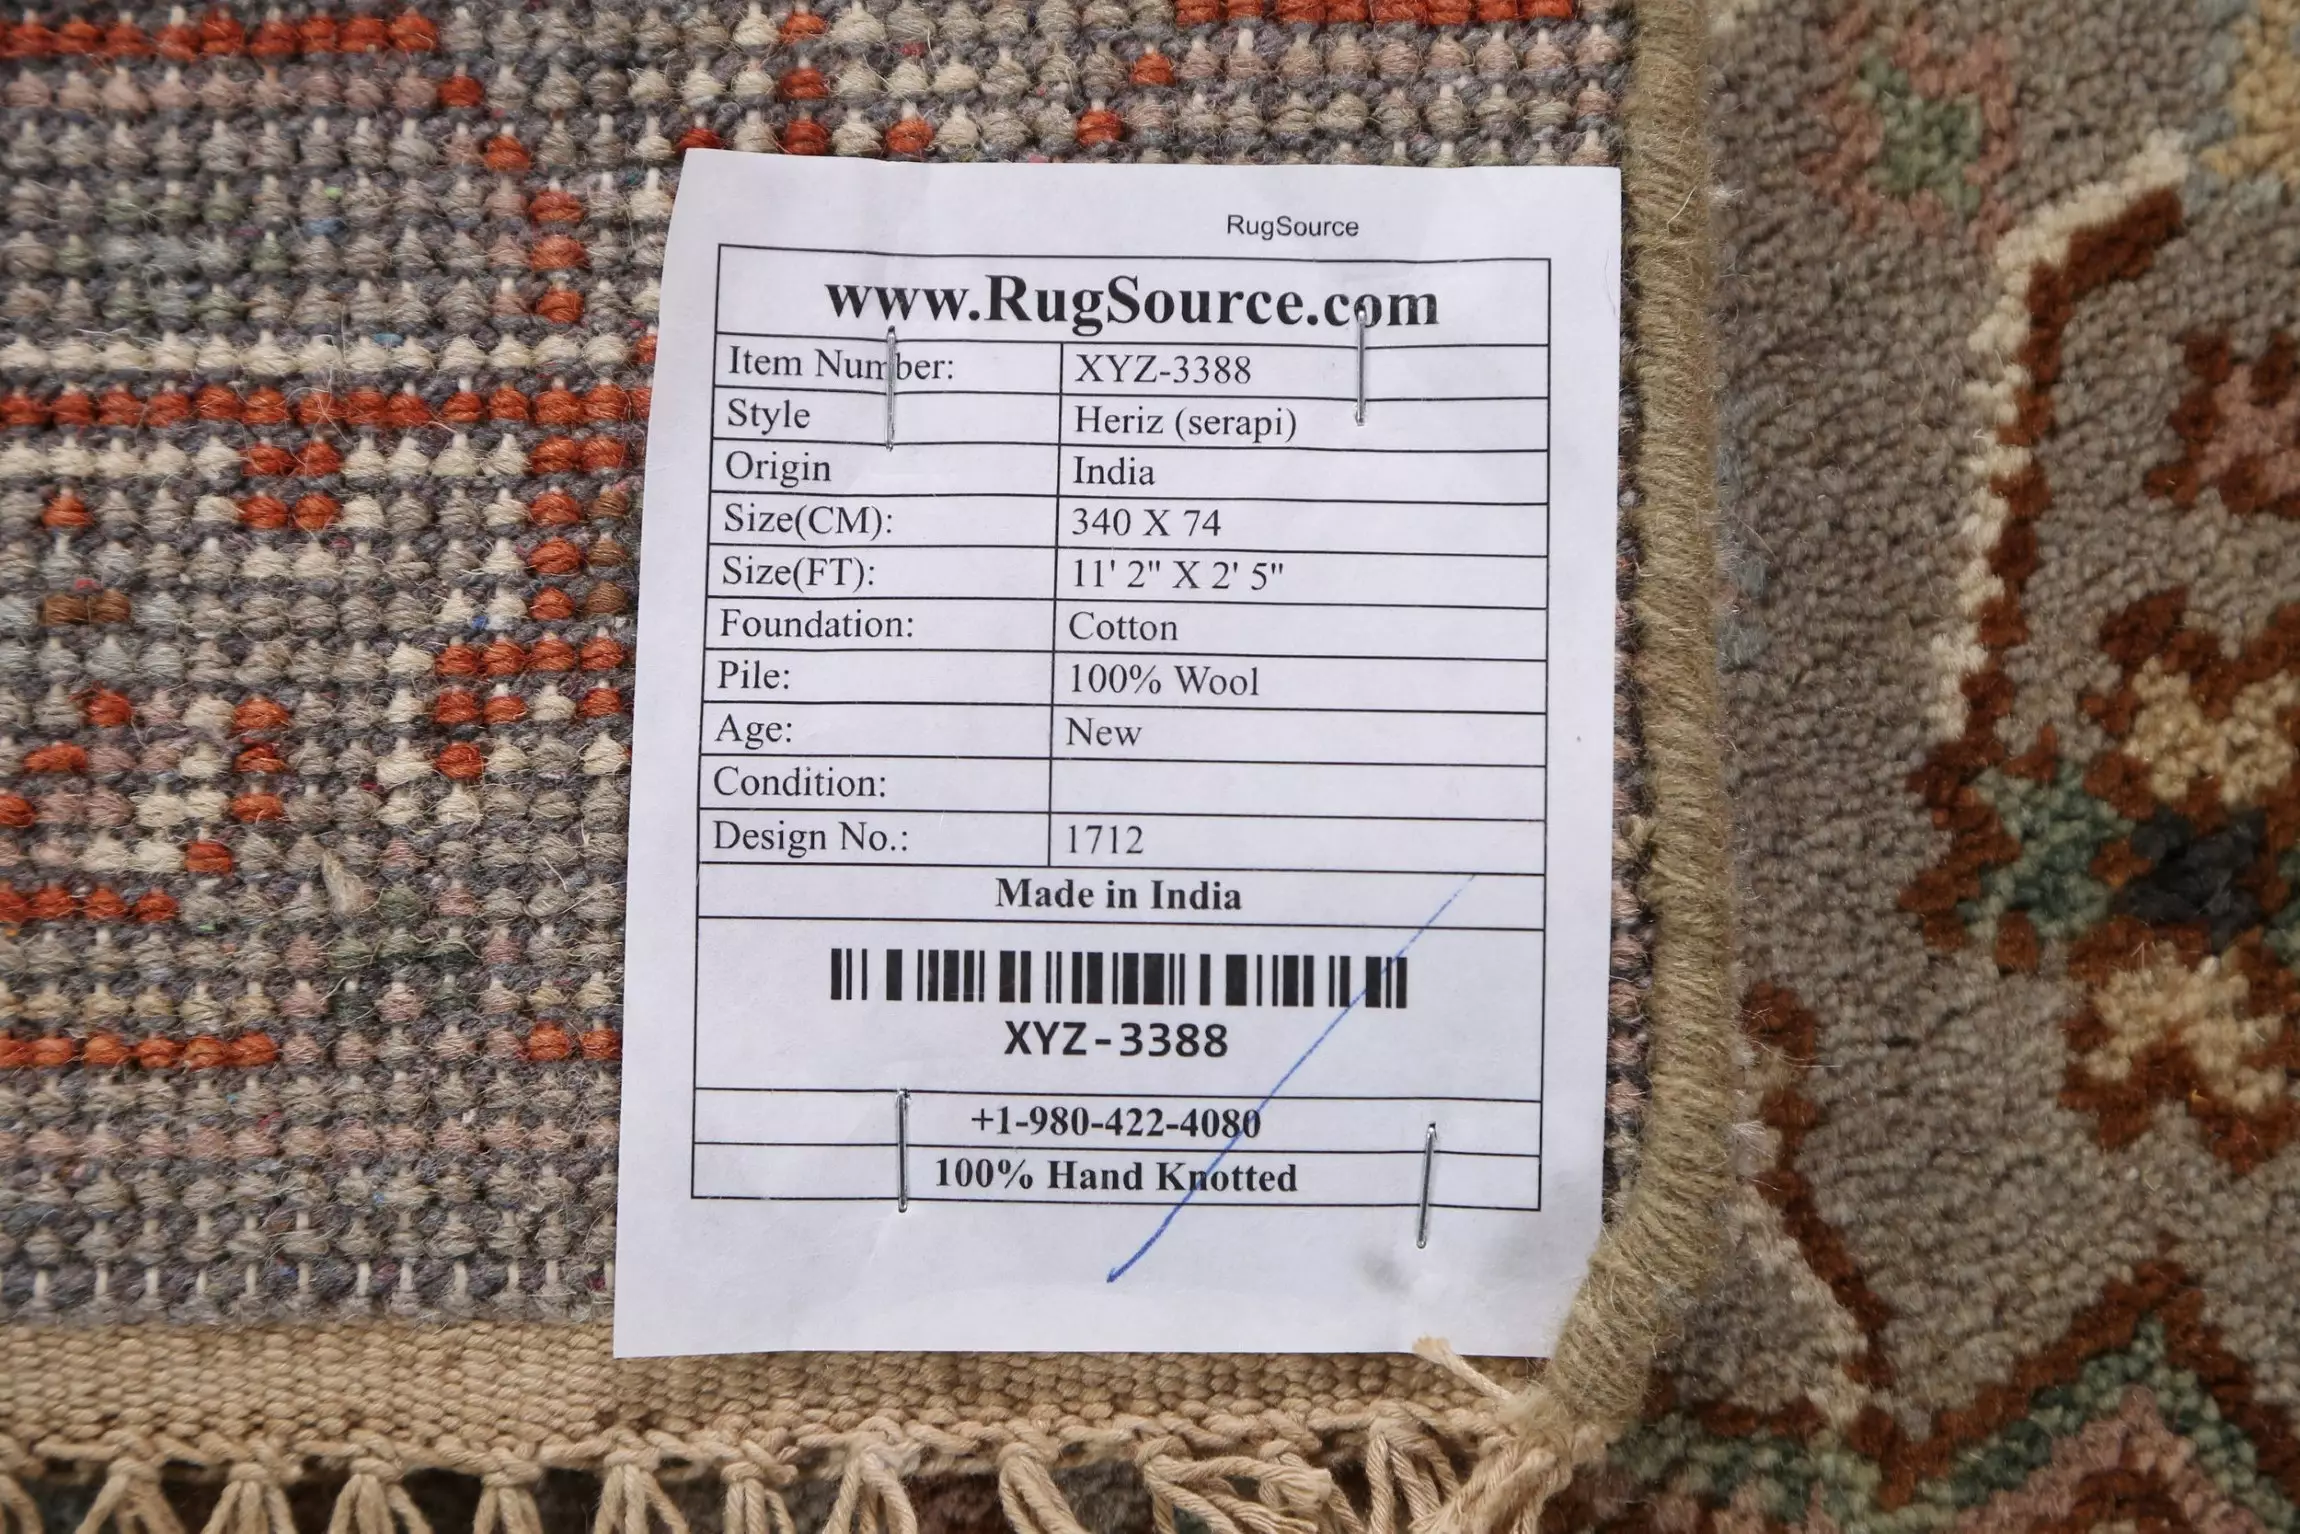 RugSource
www.RugSource.com
Item Number: XYZ-3388
Style Heriz (serapi)
Origin India
Size(CM): 340 X 74
Size(FT): 11' 2" X 2' 5"
Foundation: Cotton
Pile: 100% Wool
Age: New
Condition:
Design No.: 1712
Made in India
XYZ-3388
+1-980-422-4080
100% Hand Knotted